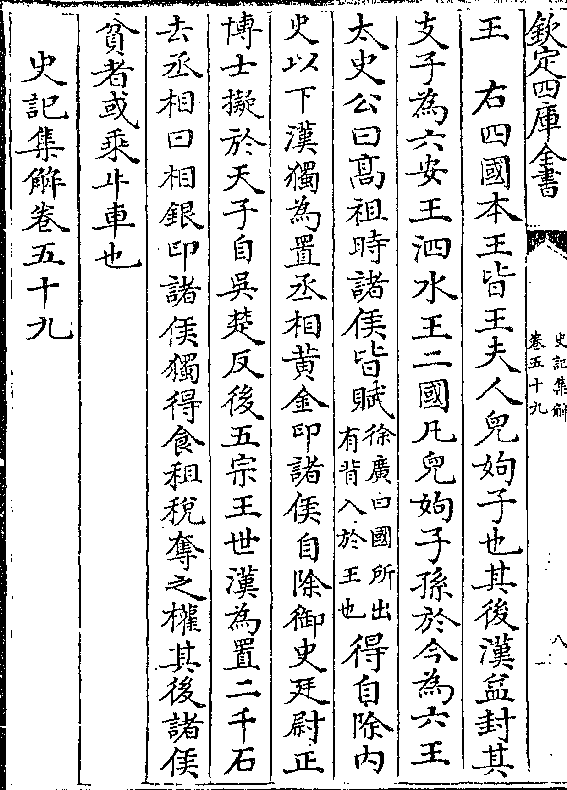 欽定四庫全書
史記集解
卷五十九
八
王　右四國本王皆王夫人兒姁子也其後漢益封其
支子為六安王泗水王二國凡兒姁子孫於今為六王
太史公曰高祖時諸侯皆賦徐廣曰國所出有皆入於王也得自除內
史以下漢獨為置丞相黄金印諸侯自除御史廷尉正
博士擬於天子自吳楚反後五宗王世漢為置二千石
去丞相曰相銀印諸侯獨得食租稅奪之權其後諸侯
貧者或乘牛車也
史記集解卷五十九